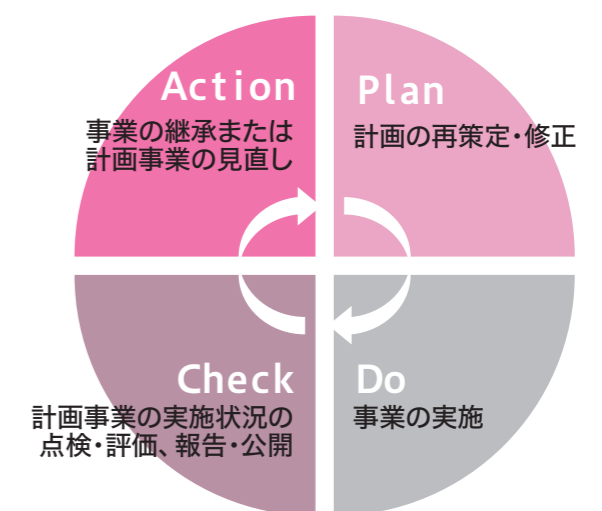 Action
事業の継承または
計画事業の見直し
Plan
計画の再策定・修正
Check
計画事業の実施状況の
点検・評価、報告・公開
Do
事業の実施